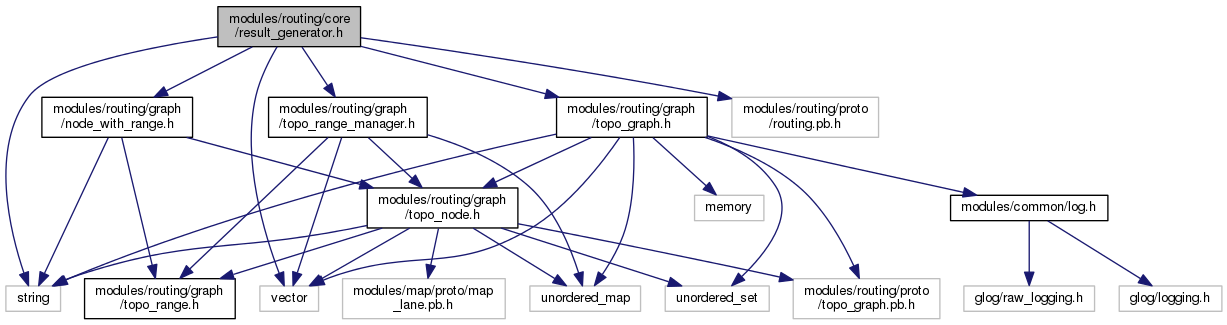 modules/routing/core
/result_generator.h
modules/routing/graph
/node_with_range.h
modules/routing/graph
/topo_range_manager.h
modules/routing/graph
/topo_graph.h
modules/routing/proto
/routing.pb.h
modules/routing/graph
/topo_node.h
memory
modules/common/log.h
string
modules/routing/graph
/topo_range.h
vector
modules/map/proto/map
_lane.pb.h
unordered_map
unordered_set
modules/routing/proto
/topo_graph.pb.h
glog/raw_logging.h
glog/logging.h